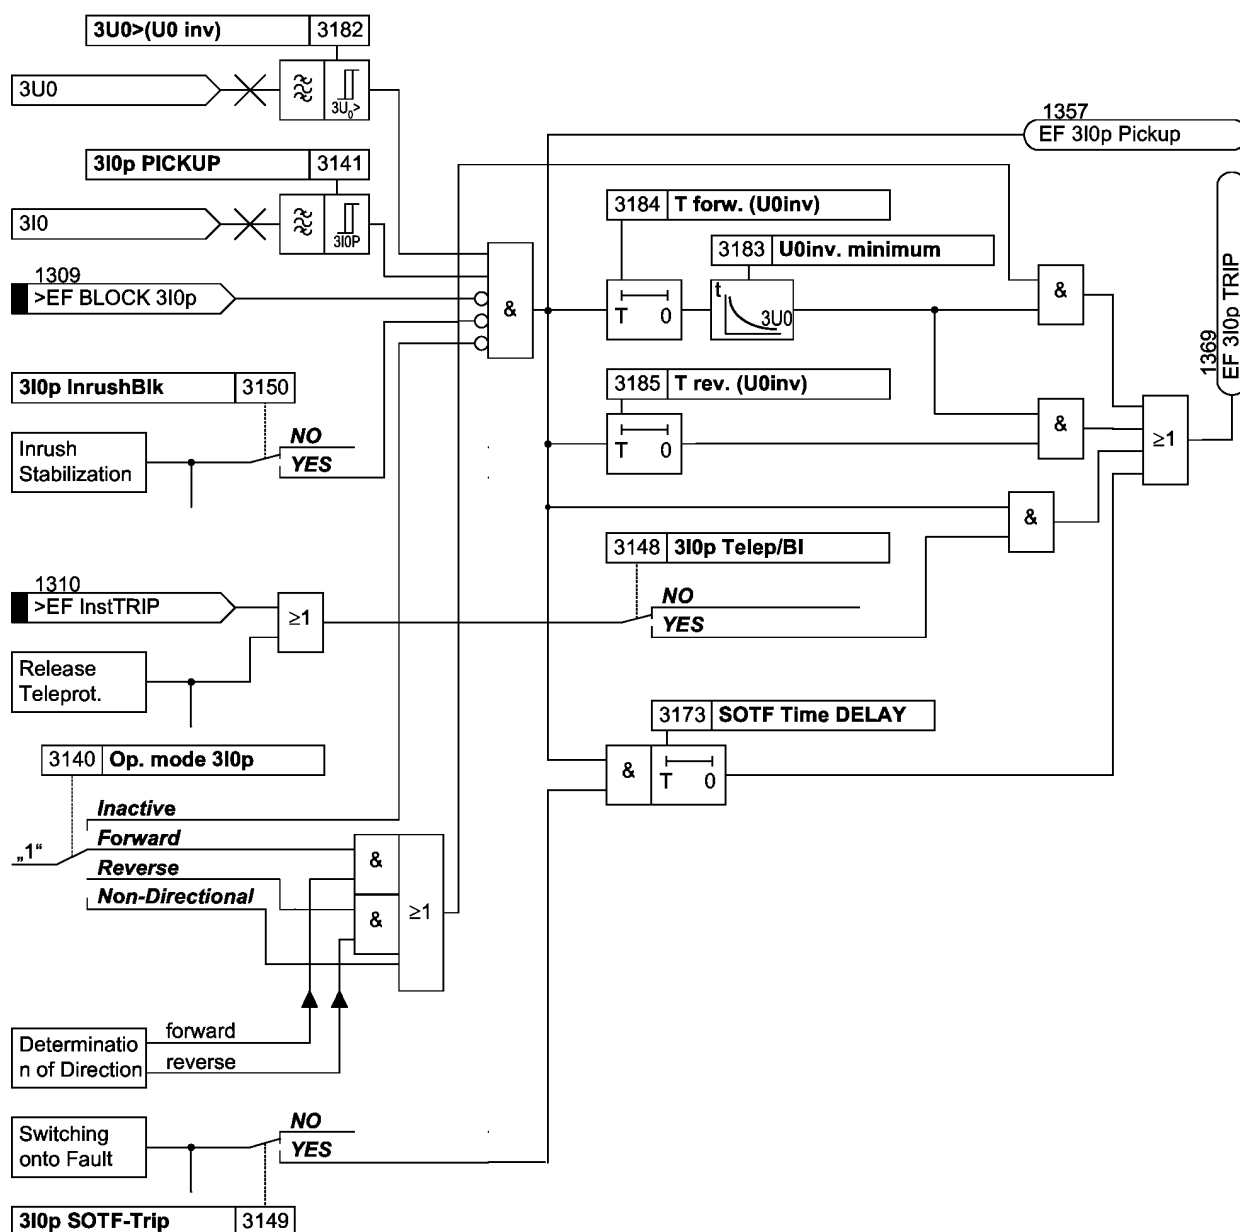 3U0>(U0 inv) 3182
3U0
3U0>
1357
EF 3I0p Pickup
3I0p PICKUP 3141
3I0
3I0P
3184 T forw. (U0inv)
3183 U0inv. minimum
1309
>EF BLOCK 3I0p
&
T 0
t
3U0
&
1369
EF 3I0p TRIP
3I0p InrushBlk 3150
3185 T rev. (U0inv)
Inrush
Stabilization
NO
YES
T 0
&
≥1
&
3148 3I0p Telep/BI
1310
>EF InstTRIP
≥1
NO
YES
Release
Teleprot.
3173 SOTF Time DELAY
3140 Op. mode 3I0p
&
T 0
„1“
Inactive
Forward
Reverse
Non-Directional
&
&
≥1
Determinatio
n of Direction
forward
reverse
Switching
onto Fault
NO
YES
3I0p SOTF-Trip 3149